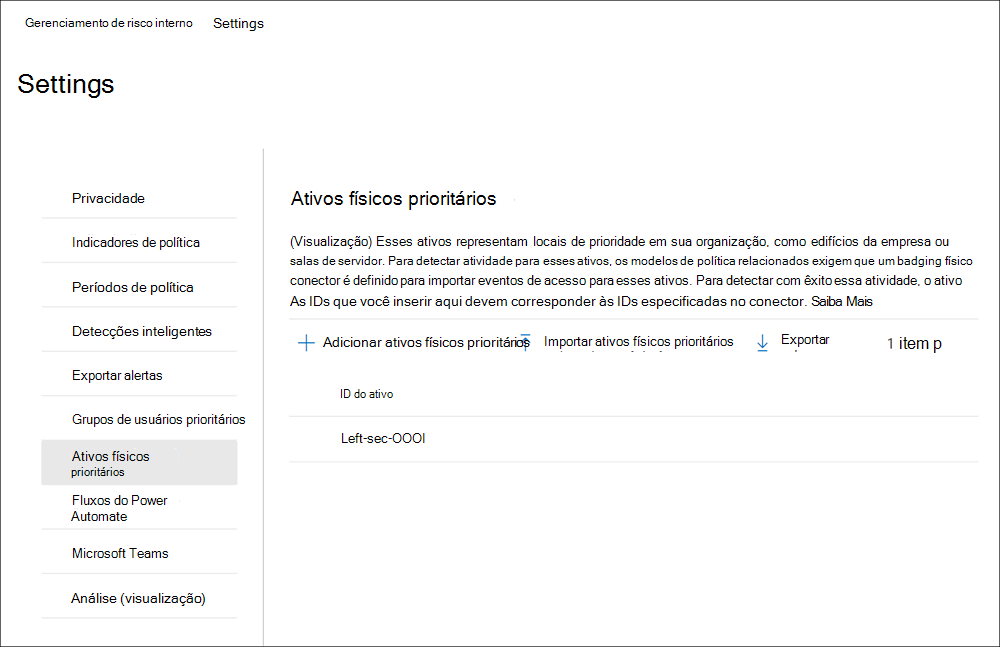 Gerenciamento de risco interno Settings
Settings
Privacidade
Indicadores de política
Períodos de política
Detecções inteligentes
Exportar alertas
Grupos de usuários prioritários
Ativos físicos
prioritários
Fluxos do Power
Automate
Microsoft Teams
Análise (visualização)
Ativos físicos prioritários
(Visualização) Esses ativos representam locais de prioridade em sua organização, como edifícios da empresa ou
salas de servidor. Para detectar atividade para esses ativos, os modelos de política relacionados exigem que um badging físico
conector é definido para importar eventos de acesso para esses ativos. Para detectar com êxito essa atividade, o ativo
As IDs que você inserir aqui devem corresponder às IDs especificadas no conector. Saiba Mais
Adicionar ativos físicos prioritários Importar ativos físicos prioritários Exportar 1 item p
ID do ativo
Left-sec-OOOI